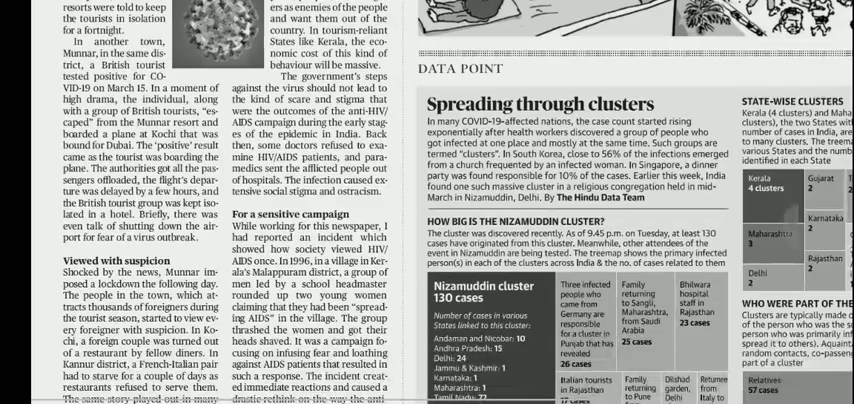 resorts were told to keep
the tourists in isolation
for a fortnight.
In another town,
Munnar, in the same dis-
trict, a British tourist
tested positive for CO-
VID-19 on March 15. In a moment of
high drama, the individual, along
with a group of British tourists, "es-
caped" from the Munnar resort and
boarded a plane at Kochi that was
bound for Dubai. The 'positive' result
came as the tourist was boarding the
plane. The authorities got all the pas-
sengers offloaded, the flight's depar-
ture was delayed by a few hours, and
the British tourist group was kept iso-
lated in a hotel. Briefly, there was
even talk of shutting down the air-
port for fear of a virus outbreak.
Viewed with suspicion
Shocked by the news, Munnar im-
posed a lockdown the following day.
The people in the town, which at-
tracts thousands of foreigners during
the tourist season, started to view ev-
ery foreigner with suspicion. In Ko-
chi, a foreign couple was turned out
of a restaurant by fellow diners. In
Kannur district, a French-Italian pair
had to starve for a couple of days as
restaurants refused to serve them.
The same story played out in many
ers as enemies of the people
and want them out of the
country. In tourism-reliant
States like Kerala, the eco-
nomic cost of this kind of
behaviour will be massive.
The government's steps
against the virus should not lead to
the kind of scare and stigma that
were the outcomes of the anti-HIV/
AIDS campaign during the early stag-
es of the epidemic in India. Back
then, some doctors refused to exa-
mine HIV/AIDS patients, and para-
medics sent the afflicted people out
of hospitals. The infection caused ex-
tensive social stigma and ostracism.
For a sensitive campaign
While working for this newspaper, I
had reported an incident which
showed how society viewed HIV/
AIDS once. In 1996, in a village in Ker-
ala's Malappuram district, a group of
men led by a school headmaster
rounded up two young women
claiming that they had been "spread-
ing AIDS" in the village. The group
thrashed the women and got their
heads shaved. It was a campaign fo-
cusing on infusing fear and loathing
against AIDS patients that resulted in
such a response. The incident creat-
ed immediate reactions and caused a
drastic rethink on the way the anti-
DATA POINT
Spreading through clusters
In many COVID-19-affected nations, the case count started rising
exponentially after health workers discovered a group of people who
got infected at one place and mostly at the same time. Such groups are
termed "clusters". In South Korea, close to 56% of the infections emerged
from a church frequented by an infected woman. In Singapore, a dinner
party was found responsible for 10% of the cases. Earlier this week, India
found one such massive cluster in a religious congregation held in mid-
March in Nizamuddin, Delhi. By The Hindu Data Team
HOW BIG IS THE NIZAMUDDIN CLUSTER?
The cluster was discovered recently. As of 9.45 p.m. on Tuesday, at least 130
cases have originated from this cluster. Meanwhile, other attendees of the
event in Nizamuddin are being tested. The treemap shows the primary infected
person(s) in each of the clusters across India & the no. of cases related to them
Nizamuddin cluster
130 cases
Number of cases in various
States linked to this cluster:
Andaman and Nicobar: 10
Andhra Pradesh: 15
Delhi: 24
Jammu & Kashmir: 1
Karnataka: 1
Maharashtra: 1
Tamil Nadu: 77
Three infected
people who
came from
Germany are
responsible
for a cluster in
Punjab that has
revealed
26 cases
Family
returning
to Sangli,
Maharashtra,
from Saudi
Arabia
25 cases
Bhilwara
hospital
staff in
Rajasthan
23 cases
Italian tourists
in Rajasthan
17 cases
Family
returning
to Pune
from
Dilshad
garden,
Delhi
Returnee
from
Italy to
STATE-WISE CLUSTERS
Kerala (4 clusters) and Maha
clusters), the two States wit
number of cases in India, are
to many clusters. The treema
various States and the numb
identified in each State
Kerala
4 clusters
Gujarat
2
Maharashtra
3
Karnataka
2
Delhi
2
Rajasthan
2
WHO WERE PART OF THE
Clusters are typically made o
of the person who was the so
person who was primarily inf
spread it to others). Acquaint
random contacts, co-passeng
part of a cluster
Relatives
57 cases